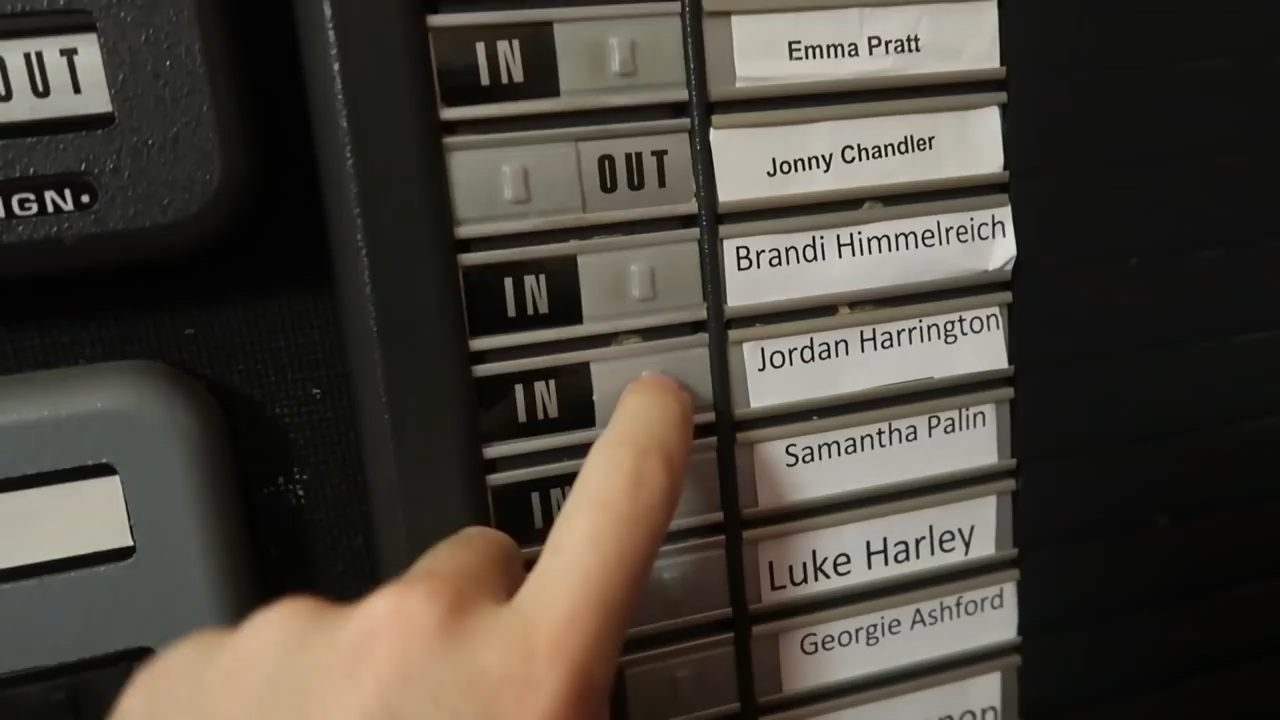 OUT
IGN.
IN
Emma Pratt
OUT
Jonny Chandler
IN
Brandi Himmelreich
IN
Jordan Harrington
IN
Samantha Palin
Luke Harley
Georgie Ashford